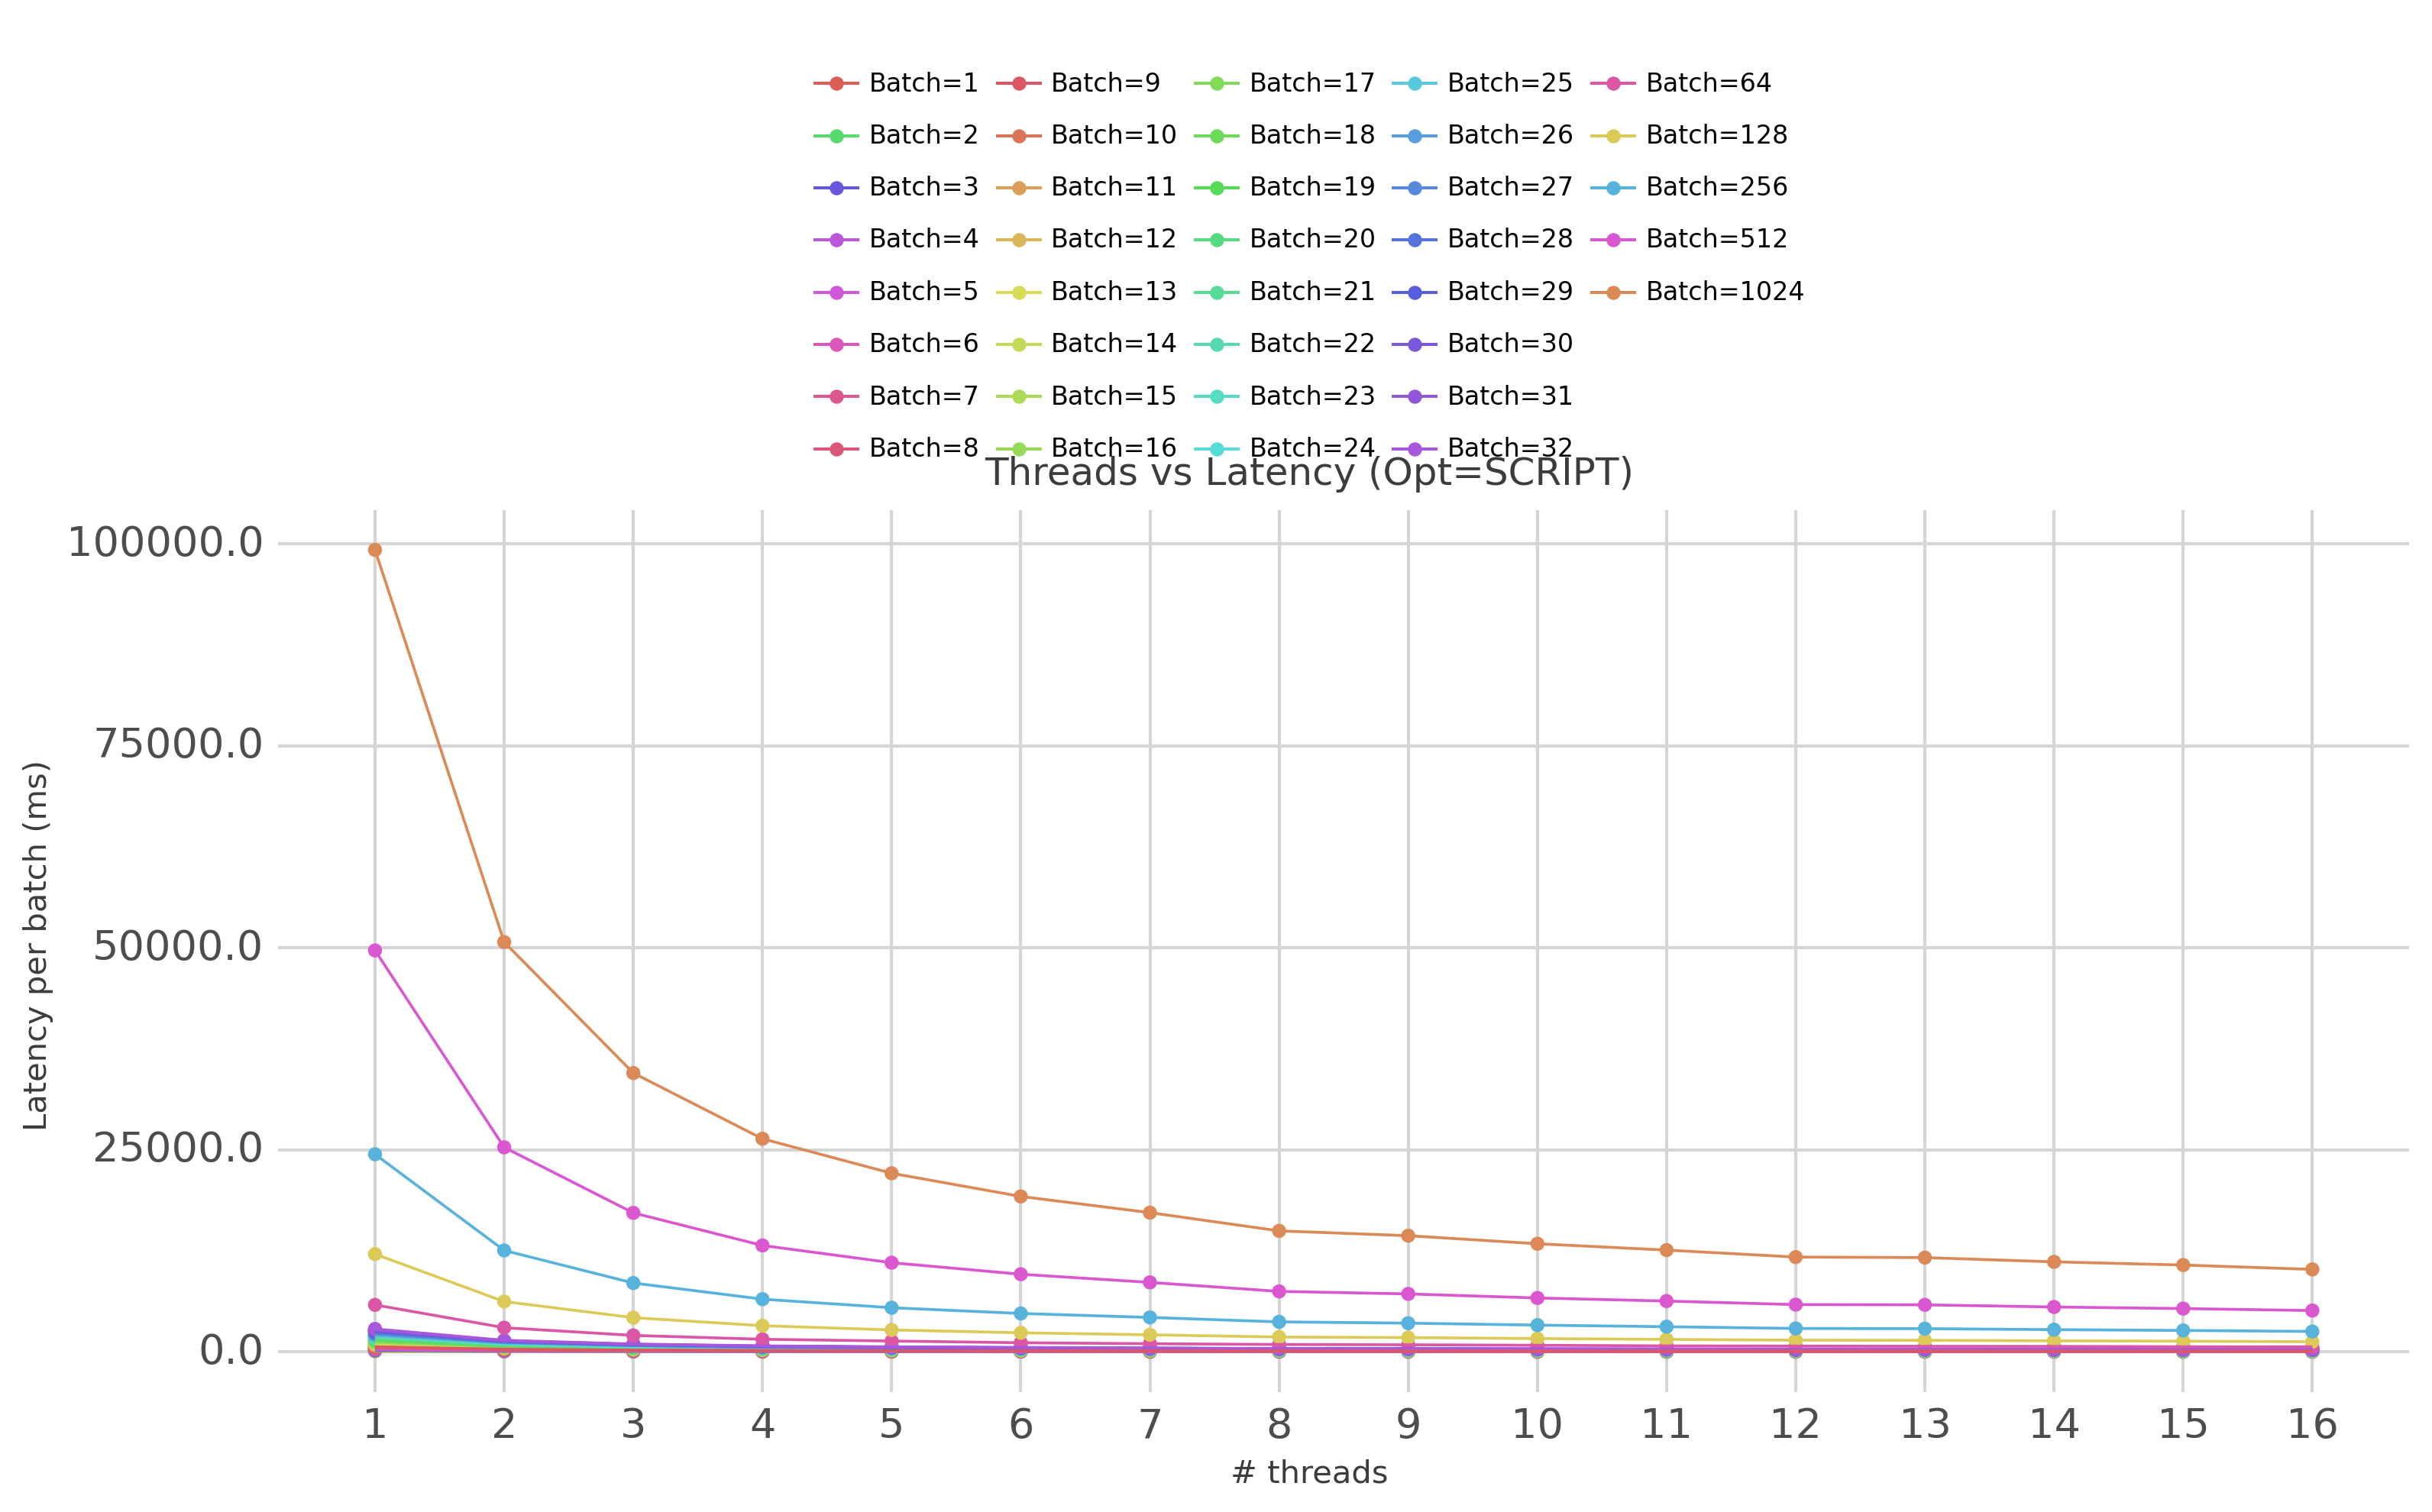 Batch=1 Batch=9 Batch=17 Batch=25 Batch=64
Batch=2 Batch=10 Batch=18 Batch=26 Batch=128
Batch=3 Batch=11 Batch=19 Batch=27 Batch=256
Batch=4 Batch=12 Batch=20 Batch=28 Batch=512
Batch=5 Batch=13 Batch=21 Batch=29 Batch=1024
Batch=6 Batch=14 Batch=22 Batch=30
Batch=7 Batch=15 Batch=23 Batch=31
Batch=8 Batch=16 Batch=24 Batch=32
Threads vs Latency (Opt=SCRIPT)
100000.0
75000.0
50000.0
25000.0
0.0
Latency per batch (ms)
1 2 3 4 5 6 7 8 9 10 11 12 13 14 15 16
# threads